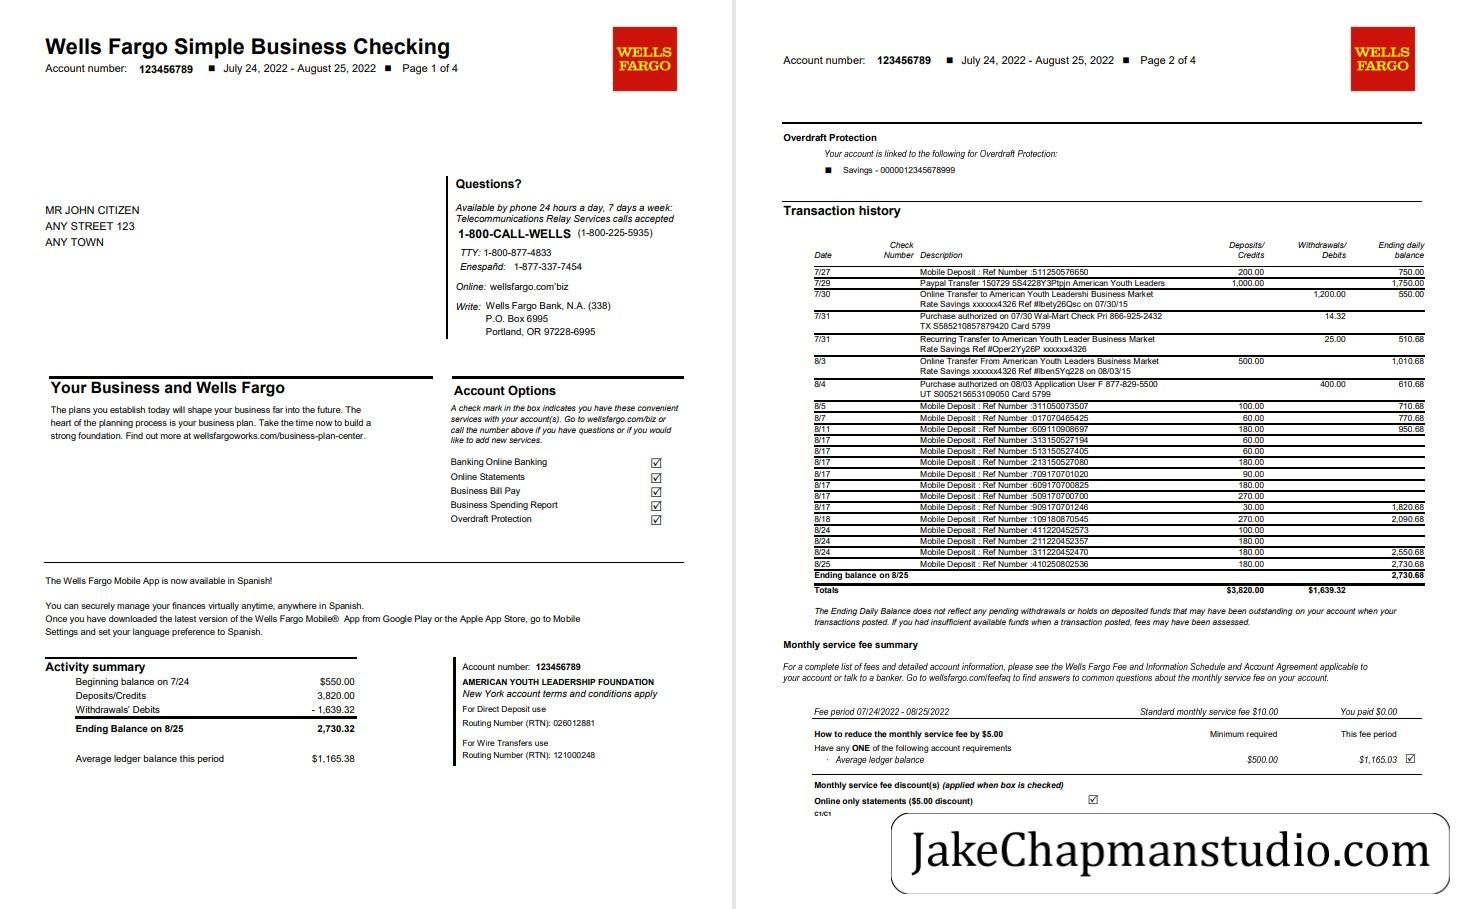 Wells Fargo Simple Business Checking
Account number: 123456789 ■ July 24, 2022 - August 25, 2022 ■ Page 1 of 4
WELLS
FARGO
MR JOHN CITIZEN
ANY STREET 123
ANY TOWN
Questions?
Available by phone 24 hours a day, 7 days a week:
Telecommunications Relay Services calls accepted
1-800-CALL-WELLS (1-800-225-5935)
TTY: 1-800-877-4833
Enespañd: 1-877-337-7454
Online: wellsfargo.com'biz
Write: Wells Fargo Bank, N.A. (338)
P.O. Box 6995
Portland, OR 97228-6995
Your Business and Wells Fargo
The plans you establish today will shape your business far into the future. The
heart of the planning process is your business plan. Take the time now to build a
strong foundation. Find out more at wellsfargoworks.com/business-plan-center.
Account Options
A check mark in the box indicates you have these convenient
services with your account(s). Go to wellsfargo.com/biz or
call the number above if you have questions or if you would
like to add new services.
Banking Online Banking ☑
Online Statements ☑
Business Bill Pay ☑
Business Spending Report ☑
Overdraft Protection ☑
The Wells Fargo Mobile App is now available in Spanish!
You can securely manage your finances virtually anytime, anywhere in Spanish.
Once you have downloaded the latest version of the Wells Fargo Mobile® App from Google Play or the Apple App Store, go to Mobile
Settings and set your language preference to Spanish.
Activity summary
Beginning balance on 7/24 $550.00
Deposits/Credits 3,820.00
Withdrawals' Debits - 1,639.32
Ending Balance on 8/25 2,730.32
Average ledger balance this period $1,165.38
Account number: 123456789
AMERICAN YOUTH LEADERSHIP FOUNDATION
New York account terms and conditions apply
For Direct Deposit use
Routing Number (RTN): 026012881
For Wire Transfers use
Routing Number (RTN): 121000248
Account number: 123456789 ■ July 24, 2022 - August 25, 2022 ■ Page 2 of 4
WELLS
FARGO
Overdraft Protection
Your account is linked to the following for Overdraft Protection:
■ Savings - 0000012345678999
Transaction history
Check Deposits/ Withdrawals/ Ending daily
Date Number Description Credits Debits balance
7/27 Mobile Deposit : Ref Number :511250576650 200.00 750.00
7/29 Paypal Transfer 150729 5S4228Y3Ptpjn American Youth Leaders 1,000.00 1,750.00
7/30 Online Transfer to American Youth Leadershi Business Market 1,200.00 550.00
Rate Savings xxxxxx4326 Ref #Ibety26Qsc on 07/30/15
7/31 Purchase authorized on 07/30 Wal-Mart Check Pri 866-925-2432 14.32
TX S585210857879420 Card 5799
7/31 Recurring Transfer to American Youth Leader Business Market 25.00 510.68
Rate Savings Ref #Oper2Yy26P xxxxxx4326
8/3 Online Transfer From American Youth Leaders Business Market 500.00 1,010.68
Rate Savings xxxxxx4326 Ref #Iben5Yq228 on 08/03/15
8/4 Purchase authorized on 08/03 Application User F 877-829-5500 400.00 610.68
UT S005215653109050 Card 5799
8/5 Mobile Deposit : Ref Number :311050073507 100.00 710.68
8/7 Mobile Deposit : Ref Number :017070465425 60.00 770.68
8/11 Mobile Deposit : Ref Number :609110908697 180.00 950.68
8/17 Mobile Deposit : Ref Number :313150527194 60.00
8/17 Mobile Deposit : Ref Number :513150527405 60.00
8/17 Mobile Deposit : Ref Number :213150527080 180.00
8/17 Mobile Deposit : Ref Number :709170701020 90.00
8/17 Mobile Deposit : Ref Number :609170700825 180.00
8/17 Mobile Deposit : Ref Number :509170700700 270.00
8/17 Mobile Deposit : Ref Number :909170701246 30.00 1,820.68
8/18 Mobile Deposit : Ref Number :109180870545 270.00 2,090.68
8/24 Mobile Deposit : Ref Number :411220452573 100.00
8/24 Mobile Deposit : Ref Number :211220452357 180.00
8/24 Mobile Deposit : Ref Number :311220452470 180.00 2,550.68
8/25 Mobile Deposit : Ref Number :410250802536 180.00 2,730.68
Ending balance on 8/25 2,730.68
Totals $3,820.00 $1,639.32
The Ending Daily Balance does not reflect any pending withdrawals or holds on deposited funds that may have been outstanding on your account when your
transactions posted. If you had insufficient available funds when a transaction posted, fees may have been assessed.
Monthly service fee summary
For a complete list of fees and detailed account information, please see the Wells Fargo Fee and Information Schedule and Account Agreement applicable to
your account or talk to a banker. Go to wellsfargo.com/feefaq to find answers to common questions about the monthly service fee on your account.
Fee period 07/24/2022 - 08/25/2022 Standard monthly service fee $10.00 You paid $0.00
How to reduce the monthly service fee by $5.00 Minimum required This fee period
Have any ONE of the following account requirements
· Average ledger balance $500.00 $1,165.03 ☑
Monthly service fee discount(s) (applied when box is checked)
Online only statements ($5.00 discount) ☑
C1/C1
JakeChapmanstudio.com